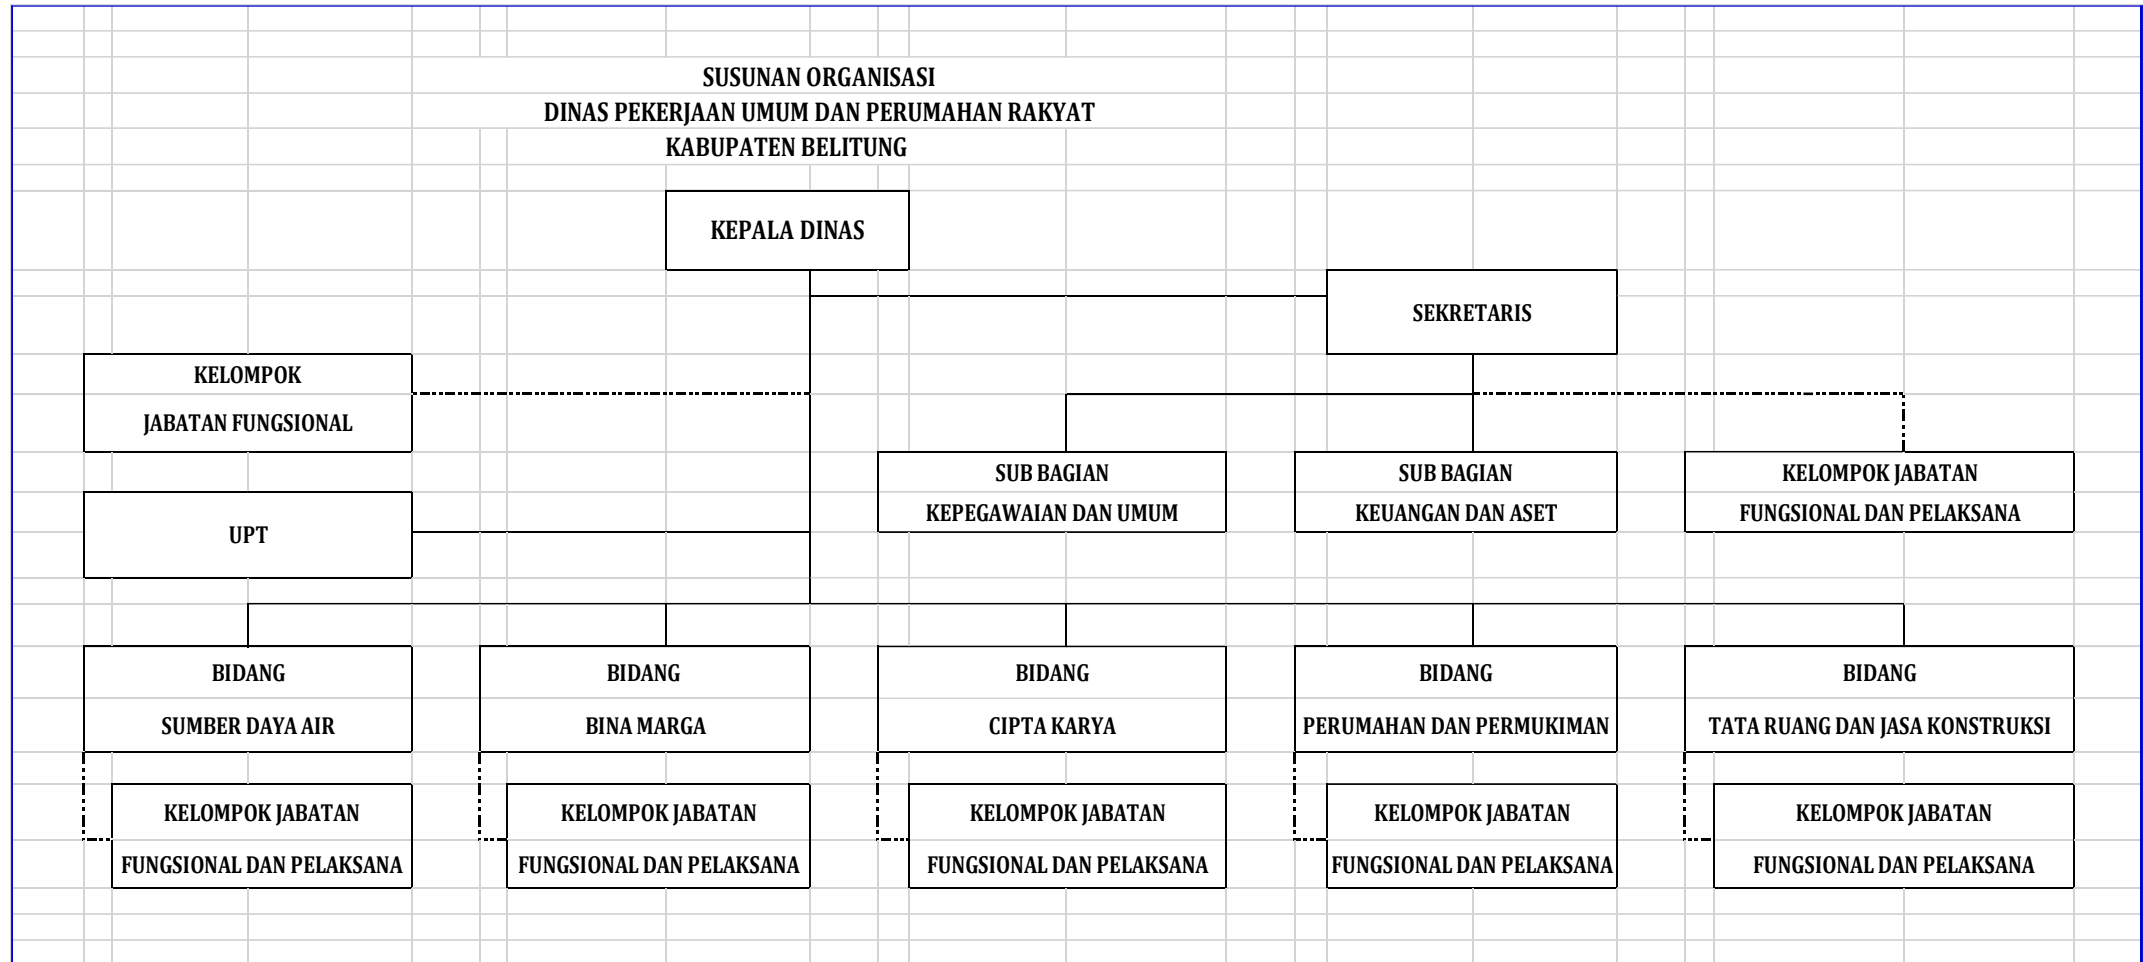 SUSUNAN ORGANISASI
DINAS PEKERJAAN UMUM DAN PERUMAHAN RAKYAT
KABUPATEN BELITUNG
KEPALA DINAS
SEKRETARIS
KELOMPOK
JABATAN FUNGSIONAL
SUB BAGIAN
KEPEGAWAIAN DAN UMUM
SUB BAGIAN
KEUANGAN DAN ASET
KELOMPOK JABATAN
FUNGSIONAL DAN PELAKSANA
UPT
BIDANG
SUMBER DAYA AIR
BIDANG
BINA MARGA
BIDANG
CIPTA KARYA
BIDANG
PERUMAHAN DAN PERMUKIMAN
BIDANG
TATA RUANG DAN JASA KONSTRUKSI
KELOMPOK JABATAN
FUNGSIONAL DAN PELAKSANA
KELOMPOK JABATAN
FUNGSIONAL DAN PELAKSANA
KELOMPOK JABATAN
FUNGSIONAL DAN PELAKSANA
KELOMPOK JABATAN
FUNGSIONAL DAN PELAKSANA
KELOMPOK JABATAN
FUNGSIONAL DAN PELAKSANA